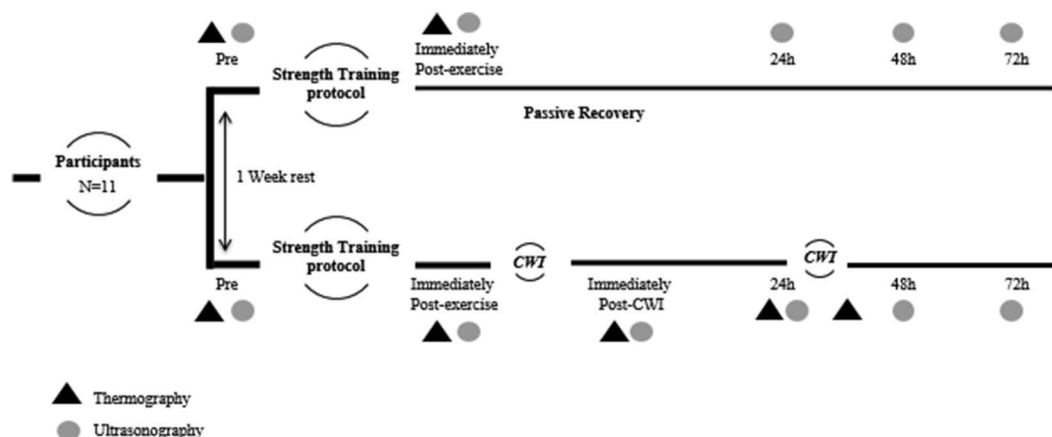 Pre
Strength Training
protocol
Immediately
Post-exercise
24h
48h
72h
Passive Recovery
Participants
N=11
1 Week rest
Strength Training
protocol
CWI
CWI
Pre
Immediately
Post-exercise
Immediately
Post-CWI
24h
48h
72h
Thermography
Ultrasonography